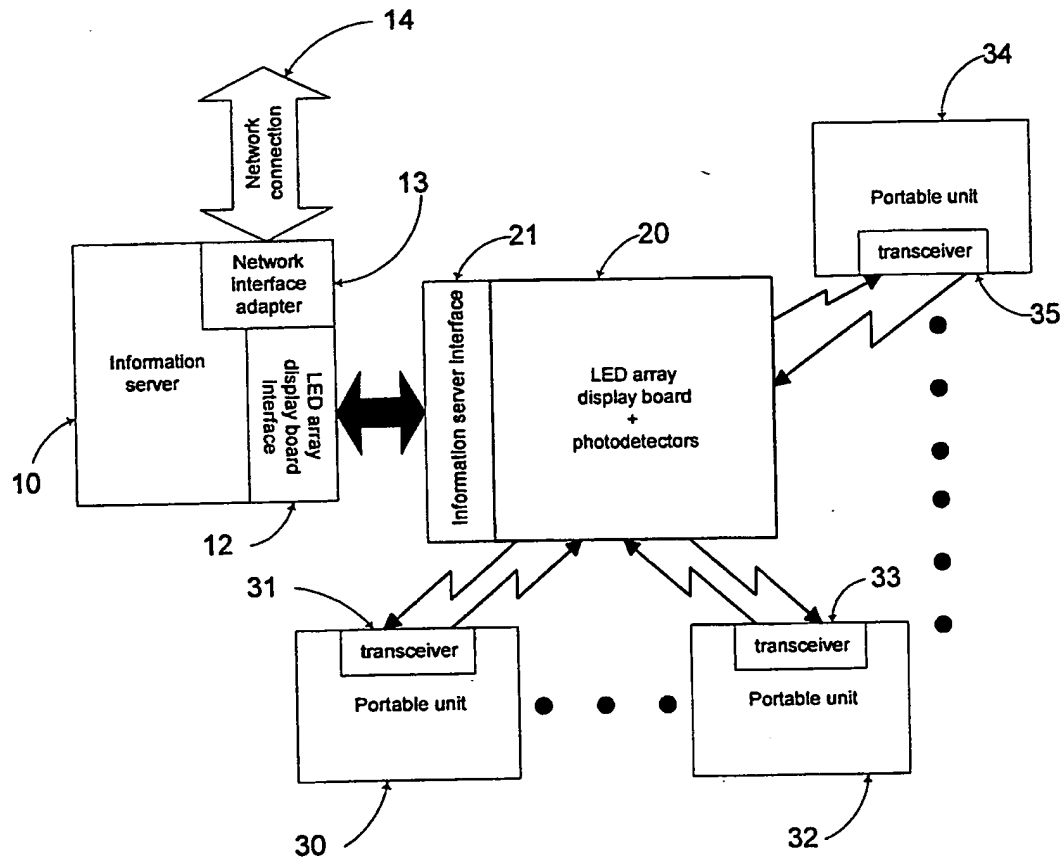 14
Network
connection
34
Portable unit
transceiver
35
13
Network
Interface
adapter
21
20
Information
server
LED array
display board
Interface
Information server Interface
LED array
display board
+
photodetectors
10
12
31
transceiver
Portable unit
30
33
transceiver
Portable unit
32